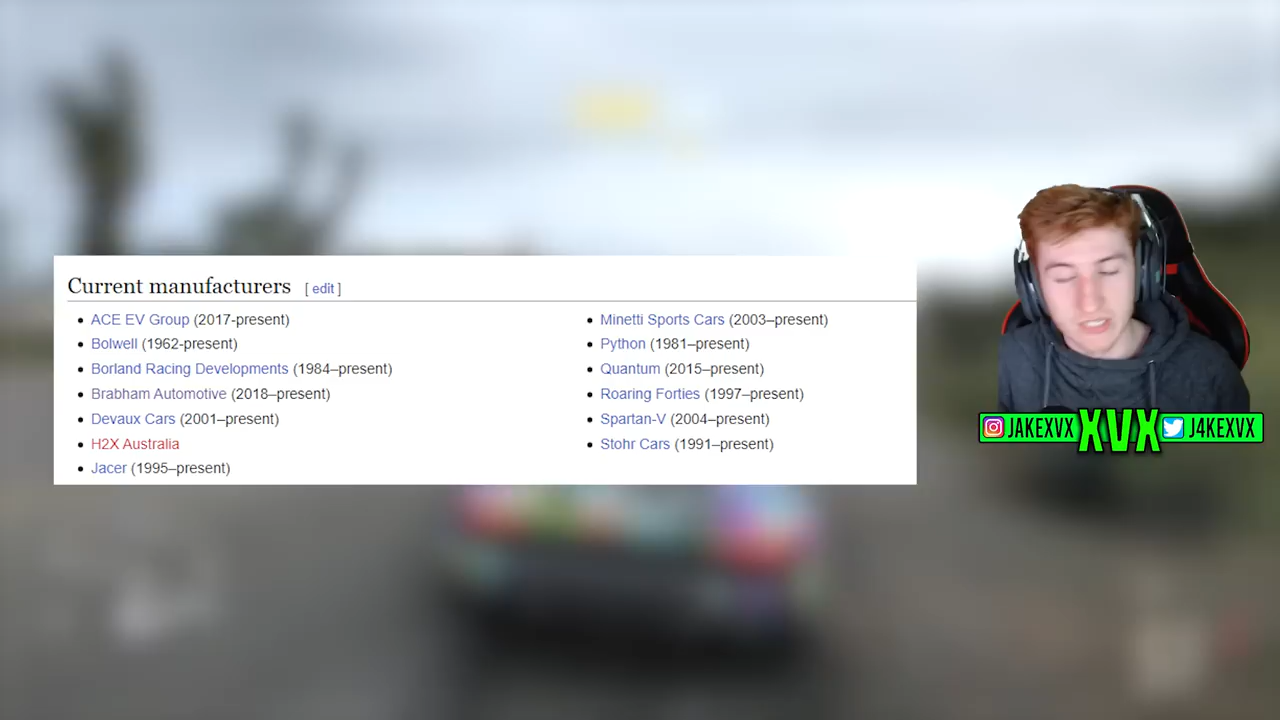 Current manufacturers [ edit ]
ACE EV Group (2017-present)
Bolwell (1962-present)
Borland Racing Developments (1984–present)
Brabham Automotive (2018–present)
Devaux Cars (2001–present)
H2X Australia
Jacer (1995–present)
Minetti Sports Cars (2003–present)
Python (1981–present)
Quantum (2015–present)
Roaring Forties (1997–present)
Spartan-V (2004–present)
Stohr Cars (1991–present)
JAKEXVX XVX J4KEXVX